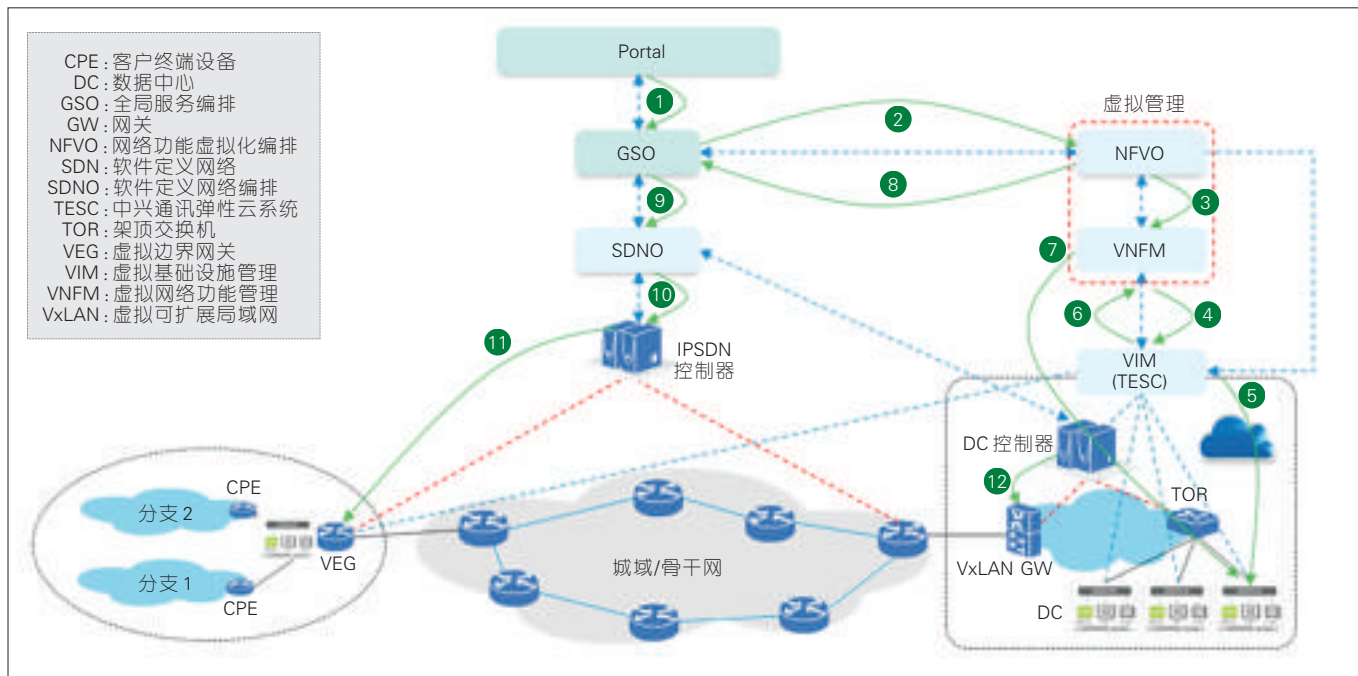 CPE：客户终端设备
DC：数据中心
GSO：全局服务编排
GW：网关
NFVO：网络功能虚拟化编排
SDN：软件定义网络
SDNO：软件定义网络编排
TESC：中兴通讯弹性云系统
TOR：架顶交换机
VEG：虚拟边界网关
VIM：虚拟基础设施管理
VNFM：虚拟网络功能管理
VxLAN：虚拟可扩展局域网
Portal
1
2
虚拟管理
GSO
NFVO
8
9
3
SDNO
7
VNFM
10
6
4
11
IPSDN
控制器
VIM
(TESC)
5
DC 控制器
12
CPE
TOR
分支 2
VEG
城域/骨干网
VxLAN GW
分支 1
CPE
DC